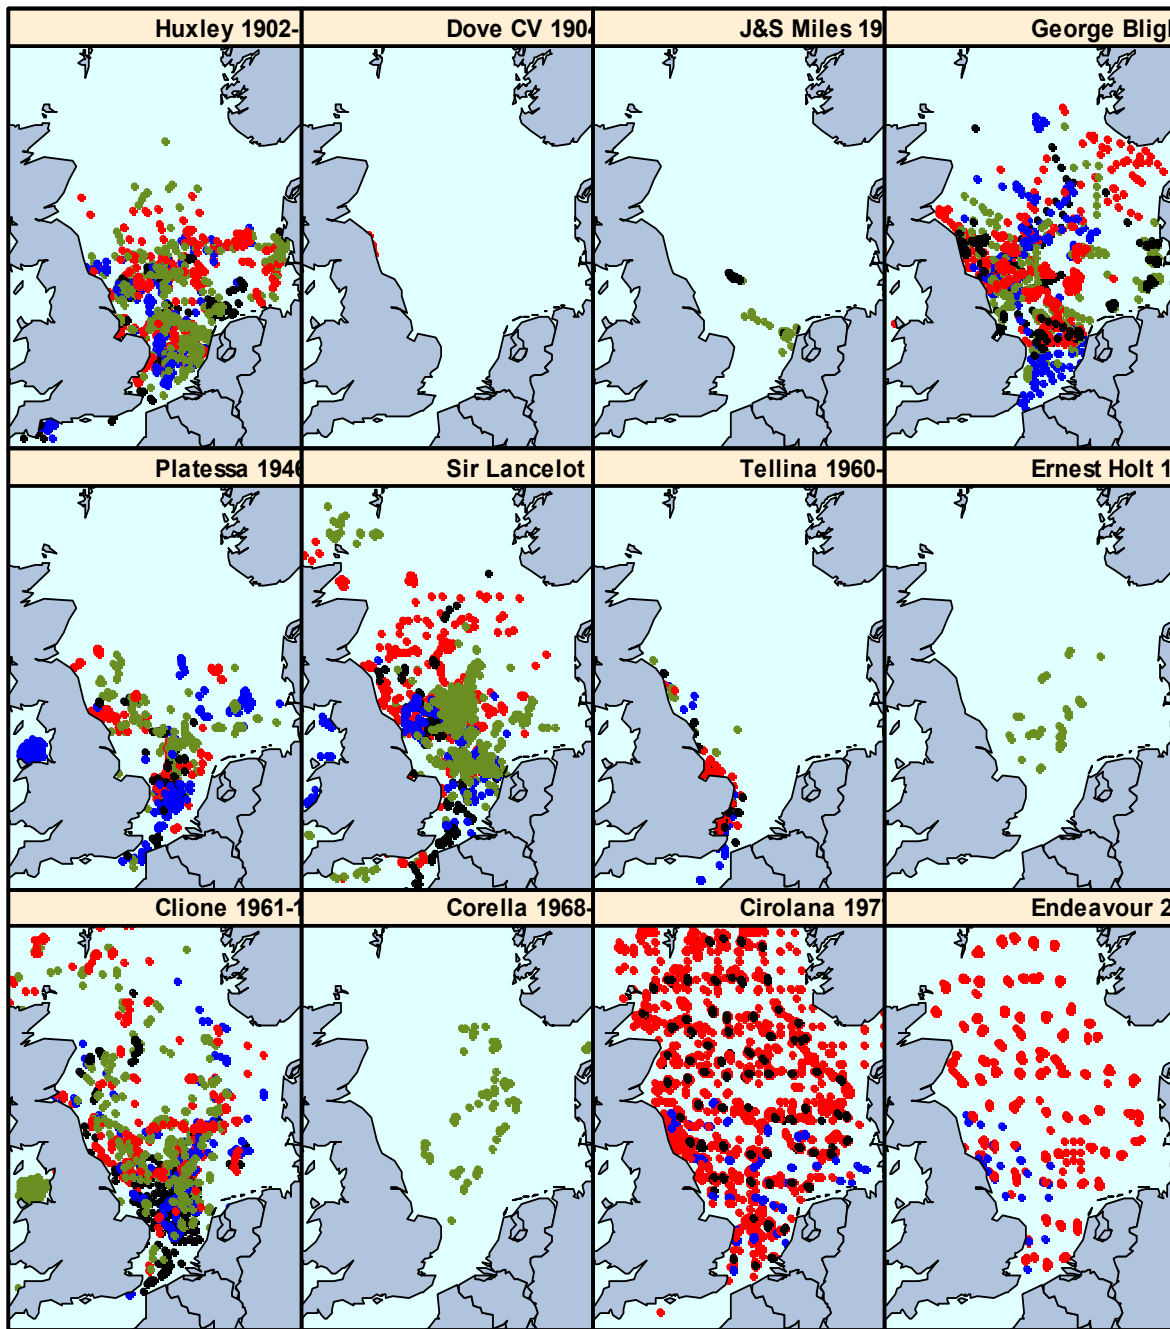 Huxley 1902-
Dove CV 190
J&S Miles 19
George Blig
Platessa 1946
Sir Lancelot
Tellina 1960-
Ernest Holt 1
Clione 1961-1
Corella 1968-
Cirolana 197
Endeavour 2